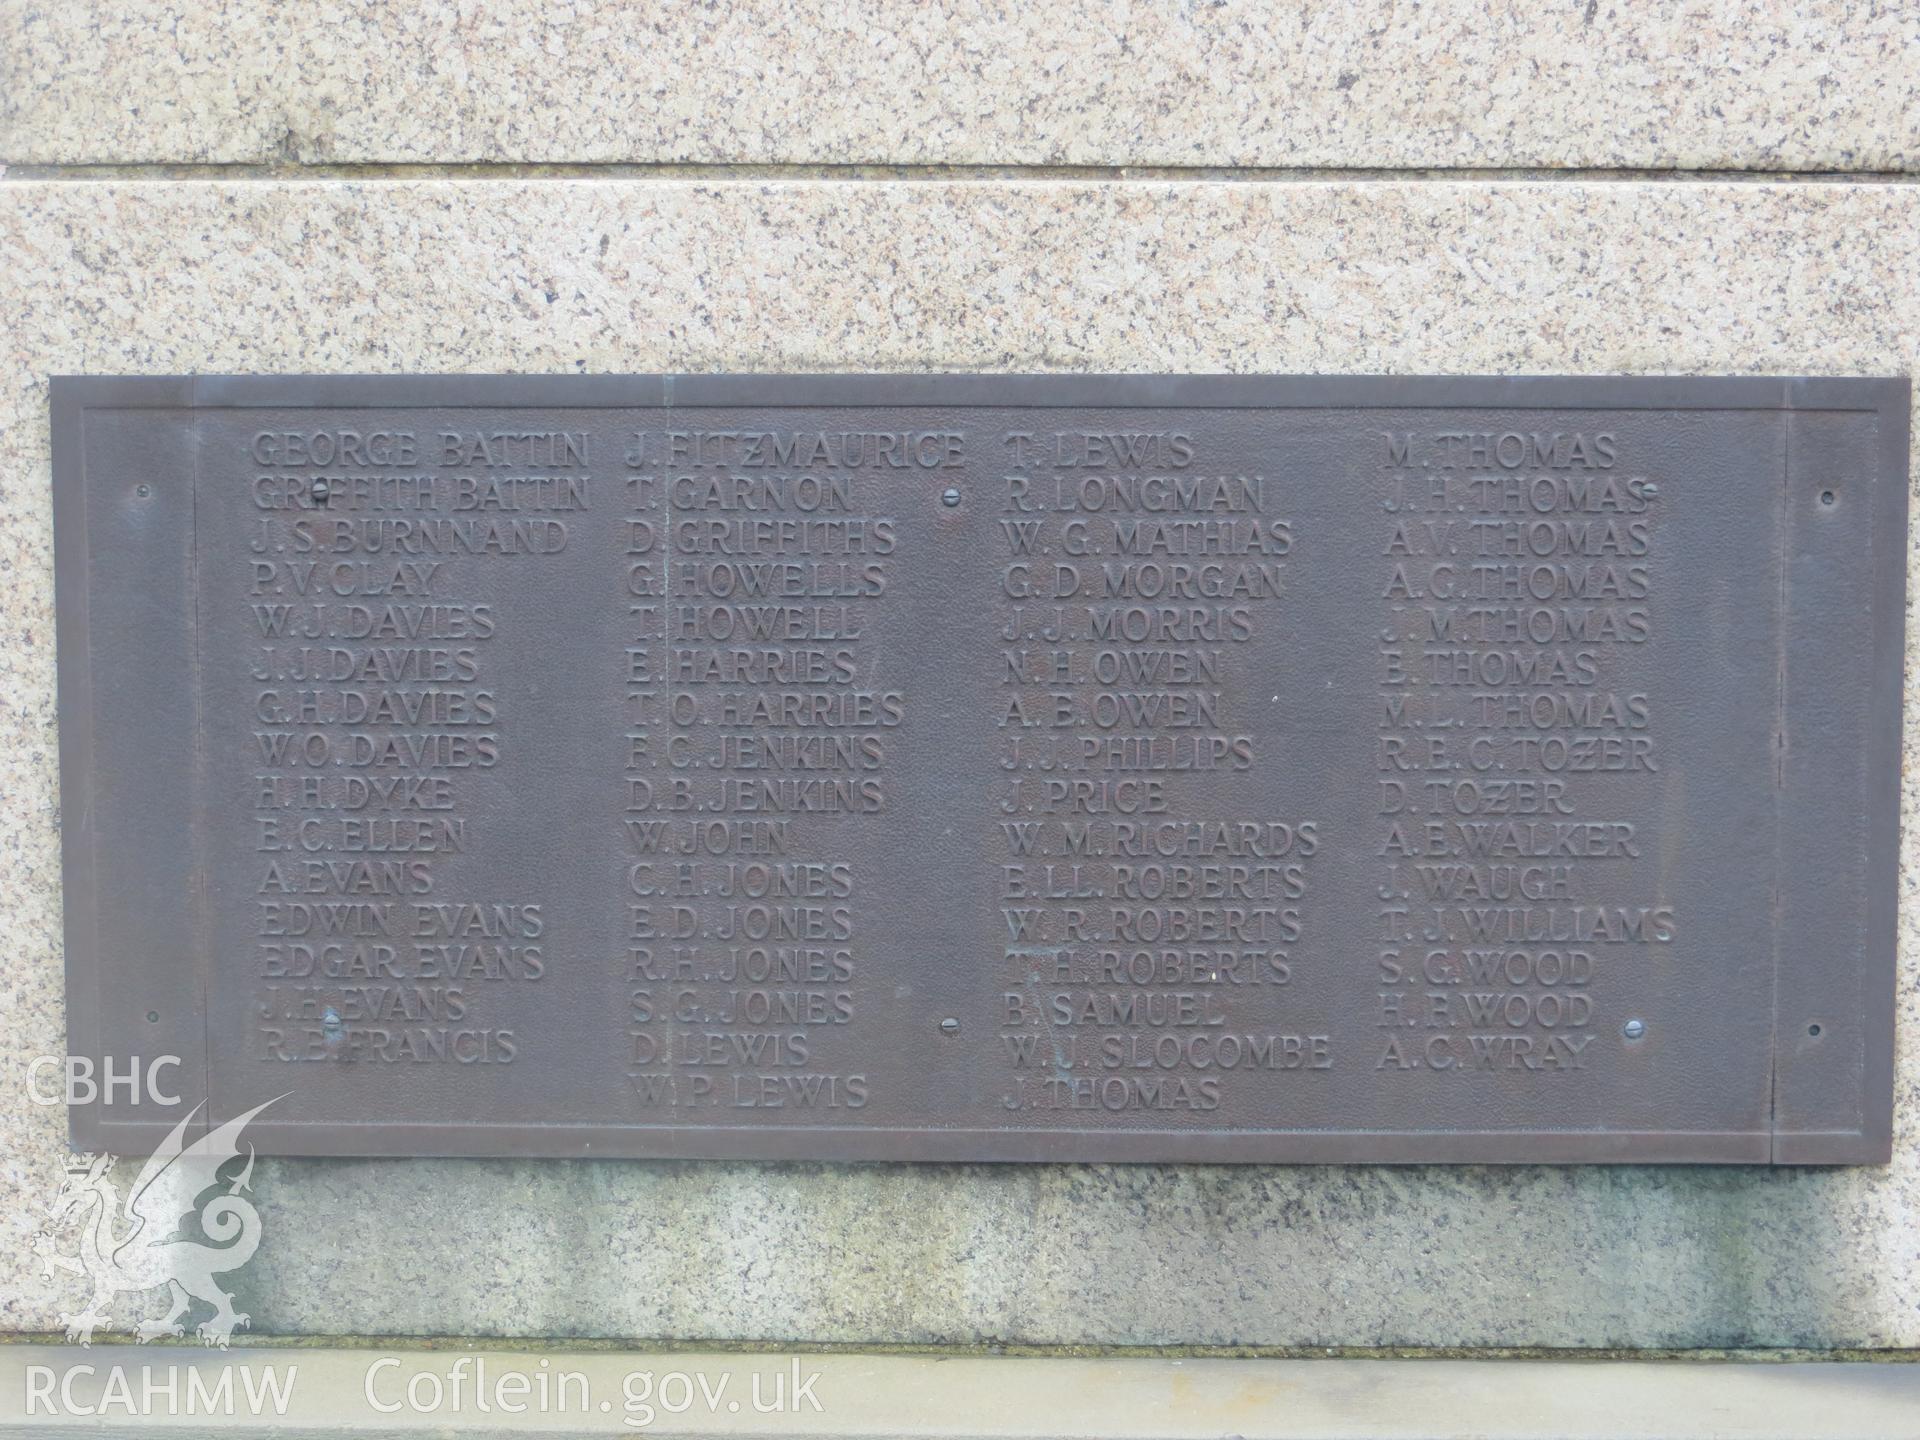 GEORGE BATTIN
GRIFFITH BATTIN
J. S. BURNNAND
P. V. CLAY
W. J. DAVIES
J. J. DAVIES
G. H. DAVIES
W. O. DAVIES
H. H. DYKE
E. C. ELLEN
A. EVANS
EDWIN EVANS
EDGAR EVANS
J. H. EVANS
R. E. FRANCIS
J. FITZMAURICE
T. GARNON
D. GRIFFITHS
G. HOWELLS
T. HOWELL
E. HARRIES
T. O. HARRIES
F. C. JENKINS
D. B. JENKINS
W. JOHN
C. H. JONES
E. D. JONES
R. H. JONES
S. G. JONES
D. LEWIS
W. P. LEWIS
T. LEWIS
R. LONGMAN
W. G. MATHIAS
G. D. MORGAN
J. J. MORRIS
N. H. OWEN
A. E. OWEN
J. J. PHILLIPS
J. PRICE
W. M. RICHARDS
E. LL. ROBERTS
W. R. ROBERTS
T. H. ROBERTS
B. SAMUEL
W. J. SLOCOMBE
J. THOMAS
M. THOMAS
J. H. THOMAS
A. V. THOMAS
A. G. THOMAS
J. M. THOMAS
E. THOMAS
M. L. THOMAS
R. E. C. TOZER
D. TOZER
A. E. WALKER
J. WAUGH
T. J. WILLIAMS
S. G. WOOD
H. F. WOOD
A. C. WRAY
CBHC
RCAHMW Coflein.gov.uk